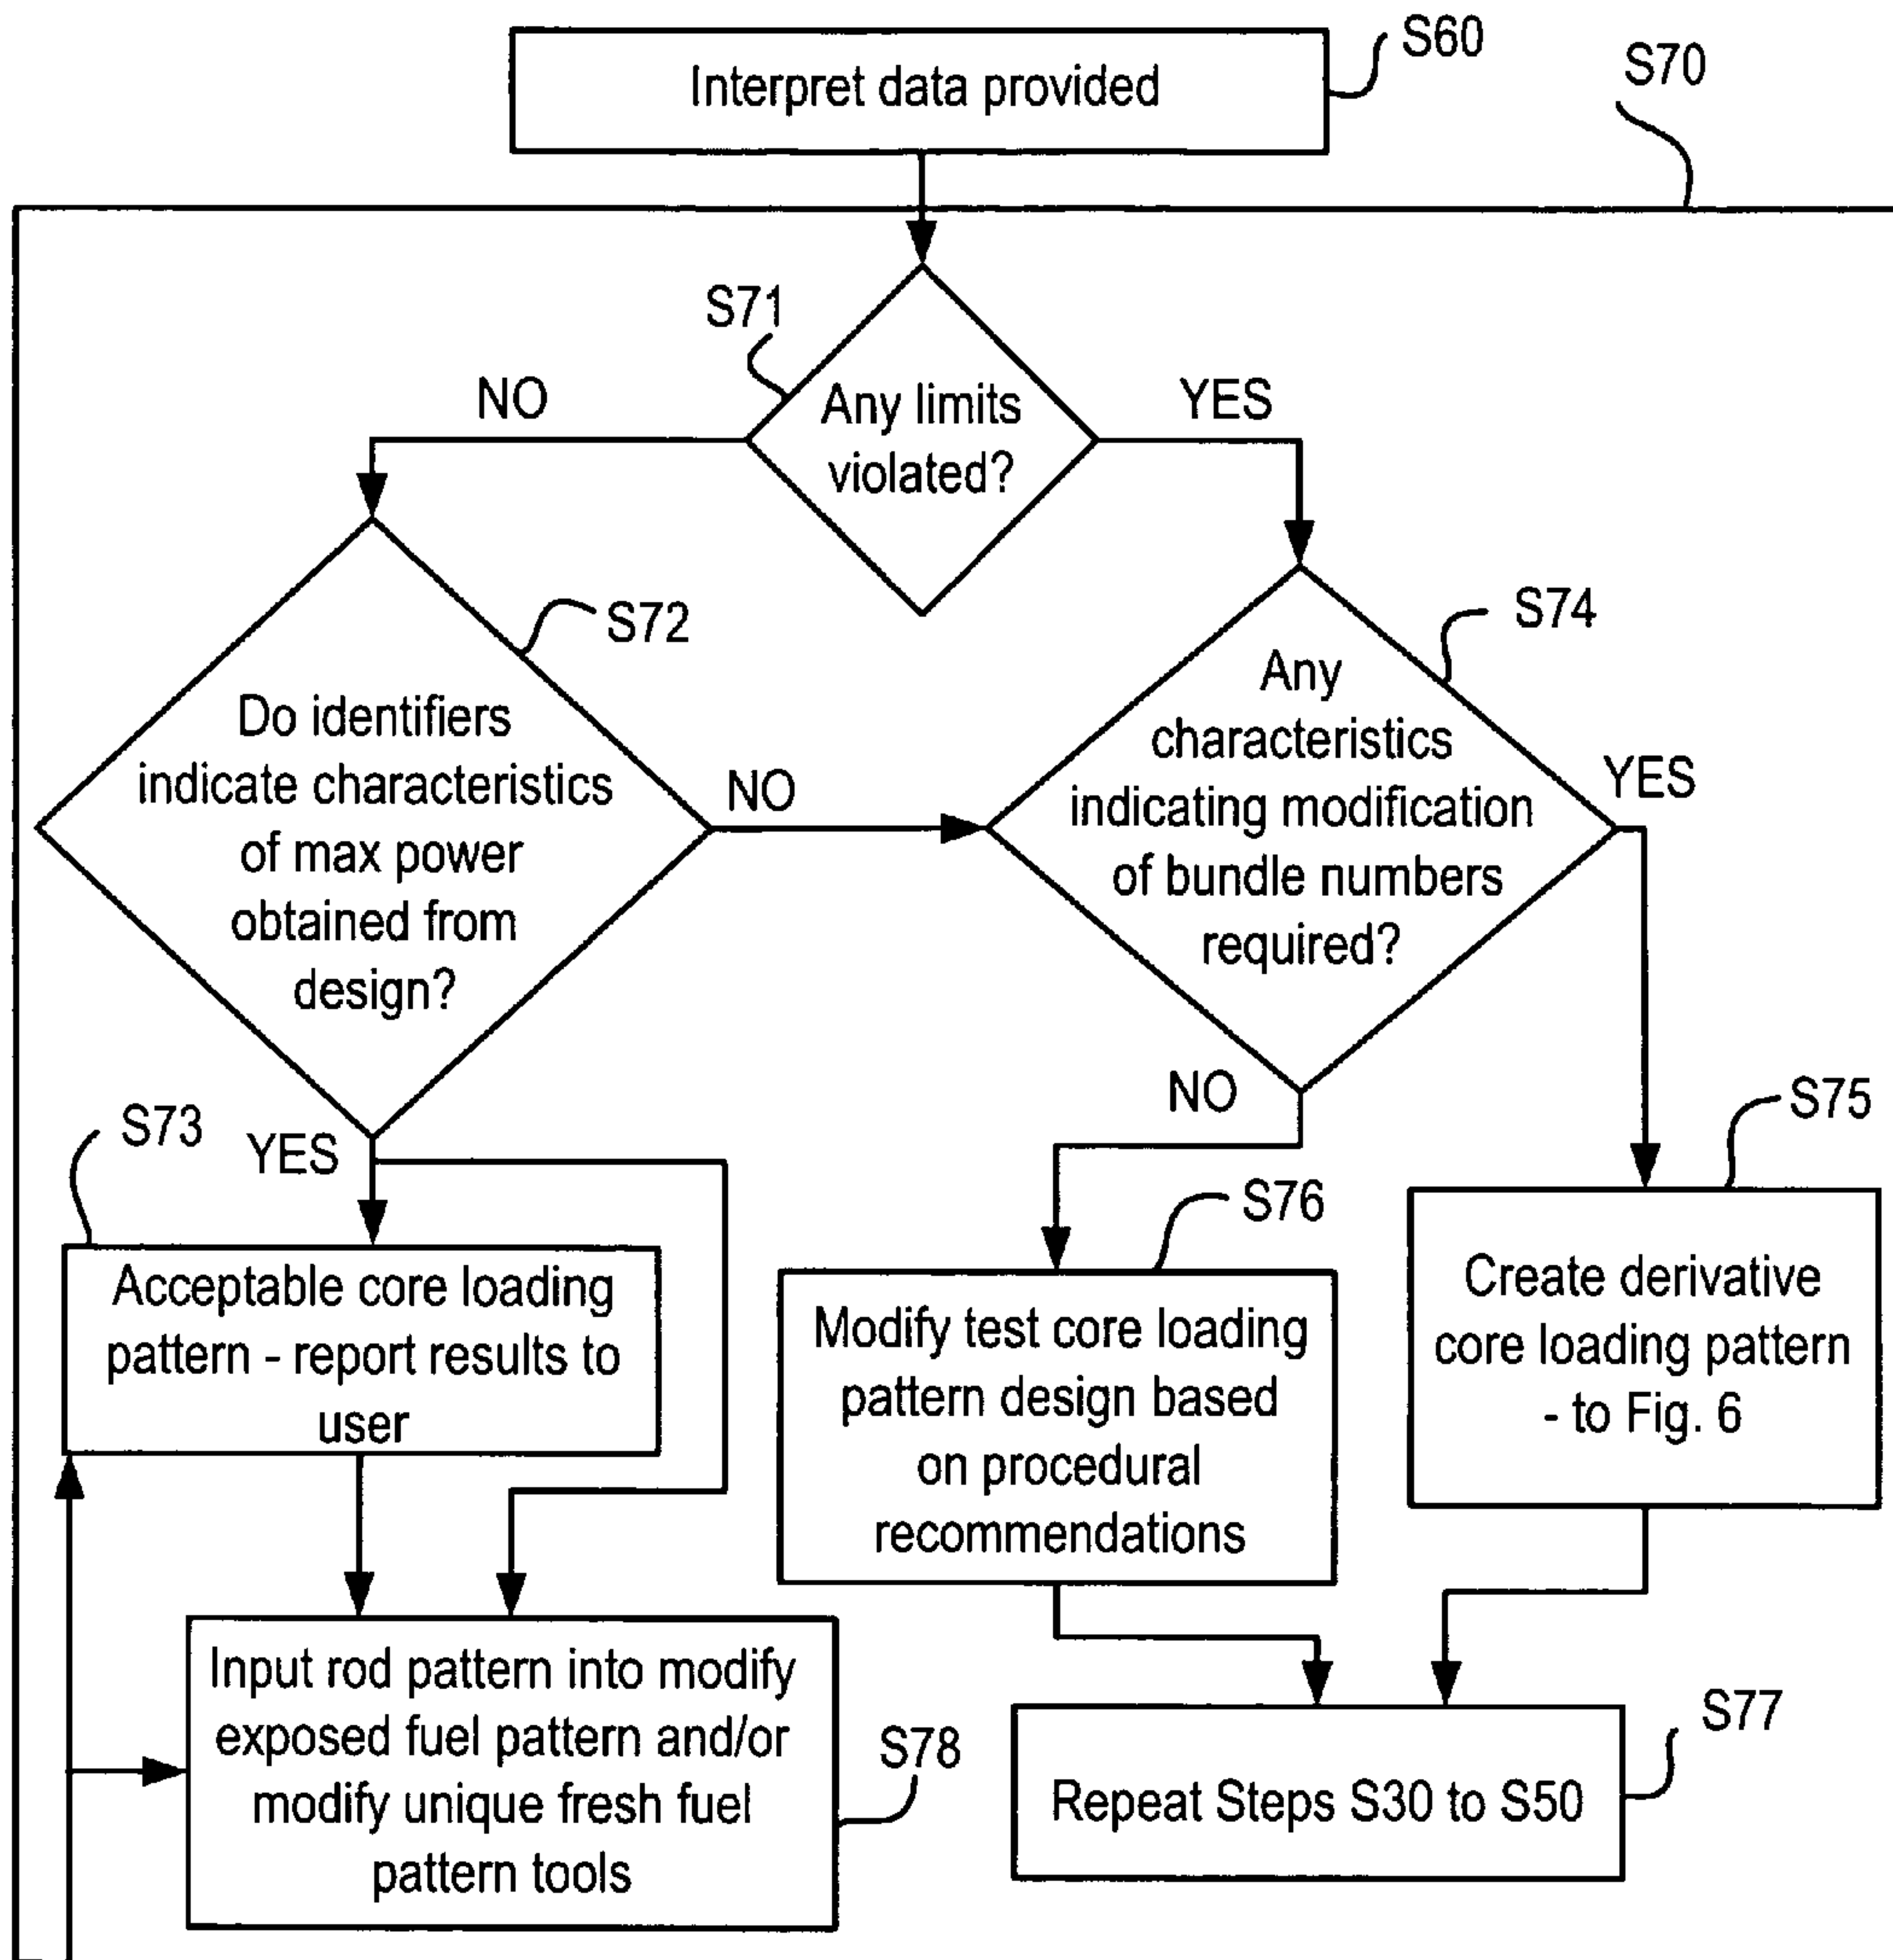 S60
Interpret data provided
S70
S71
NO
YES
Any limits
violated?
S72
S74
Do identifiers
indicate characteristics
of max power
obtained from
design?
NO
Any
characteristics
indicating modification
of bundle numbers
required?
YES
NO
S73
YES
S75
S76
Acceptable core loading
pattern - report results to
user
Modify test core loading
pattern design based
on procedural
recommendations
Create derivative
core loading pattern
- to Fig. 6
Input rod pattern into modify
exposed fuel pattern and/or
modify unique fresh fuel
pattern tools
S78
S77
Repeat Steps S30 to S50